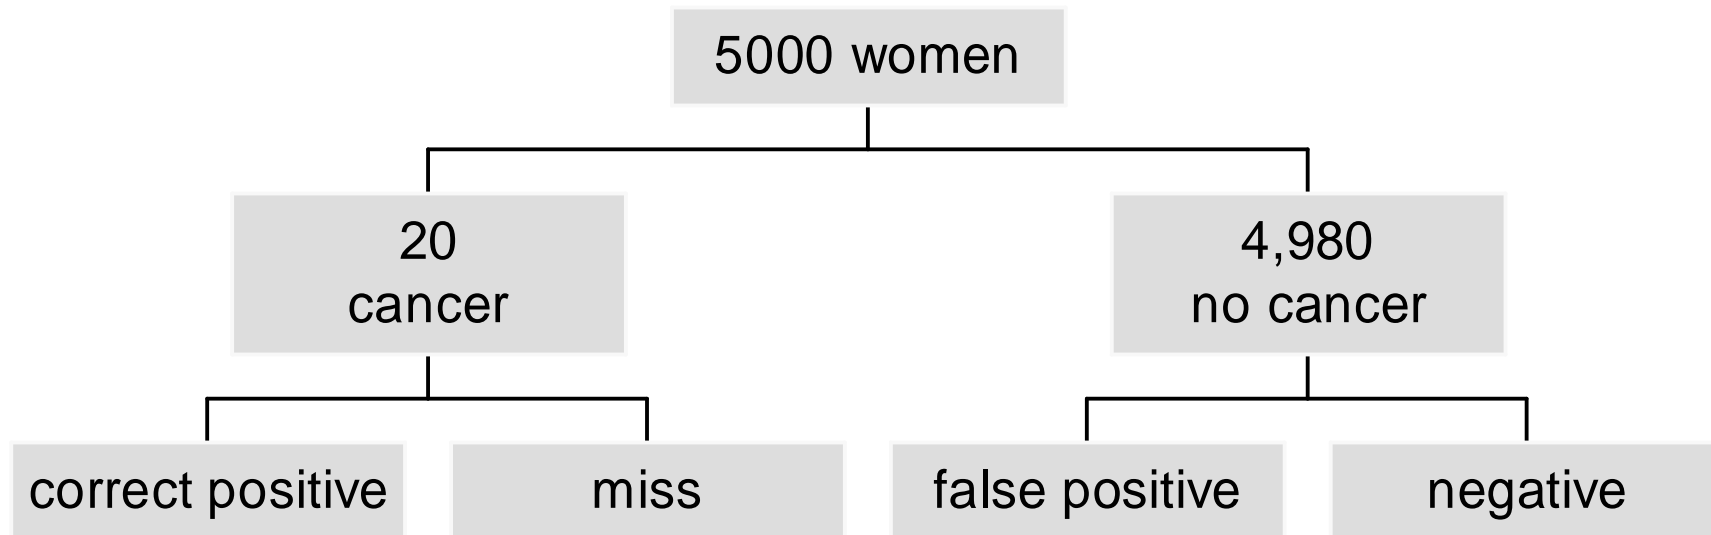 5000 women
20
cancer
4,980
no cancer
correct positive
miss
false positive
negative